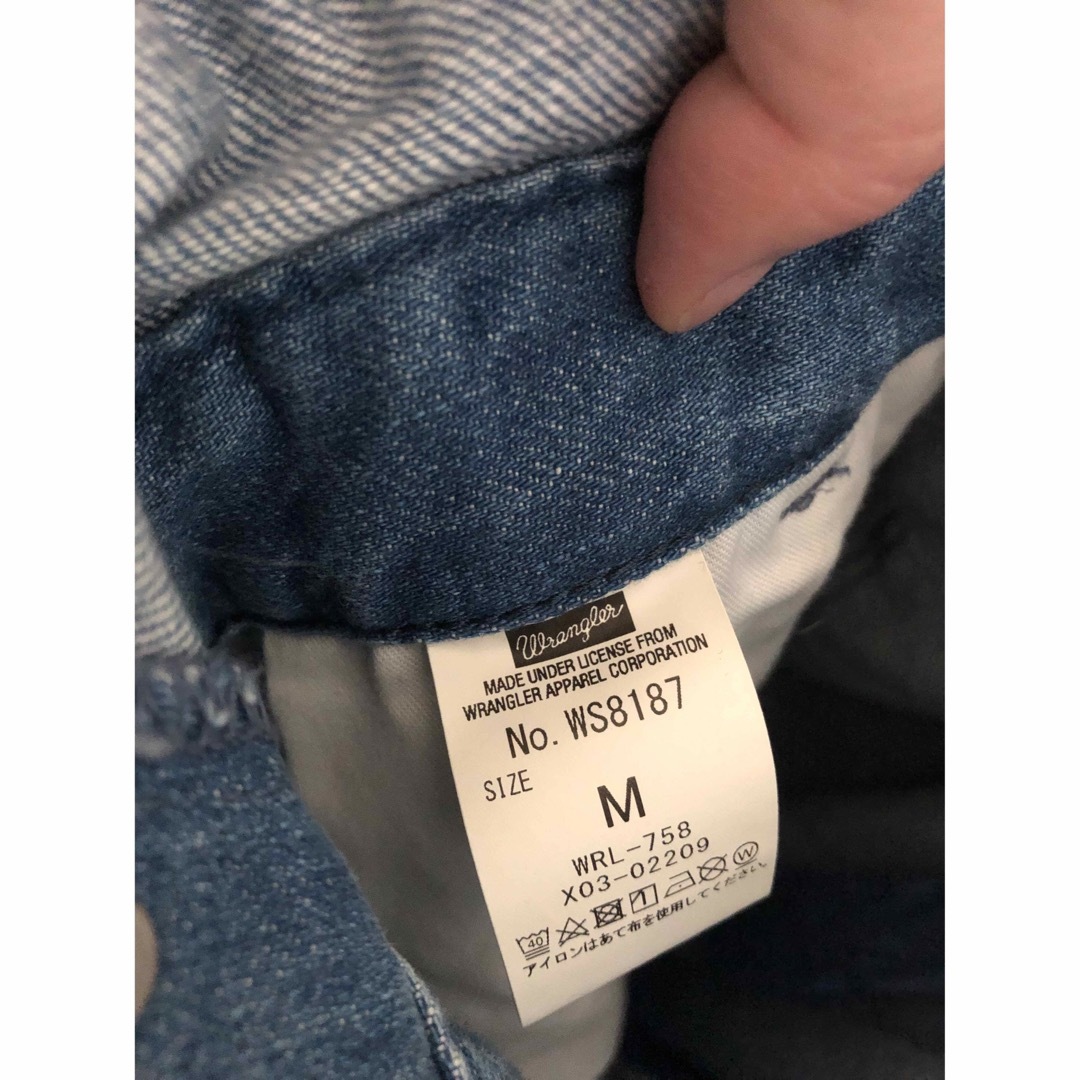 Wrangler
MADE UNDER LICENSE FROM
WRANGLER APPAREL CORPORATION
No. WS8187
SIZE
M
WRL-758
X03-02209
40 W
アイロンはあて布を使用してください。